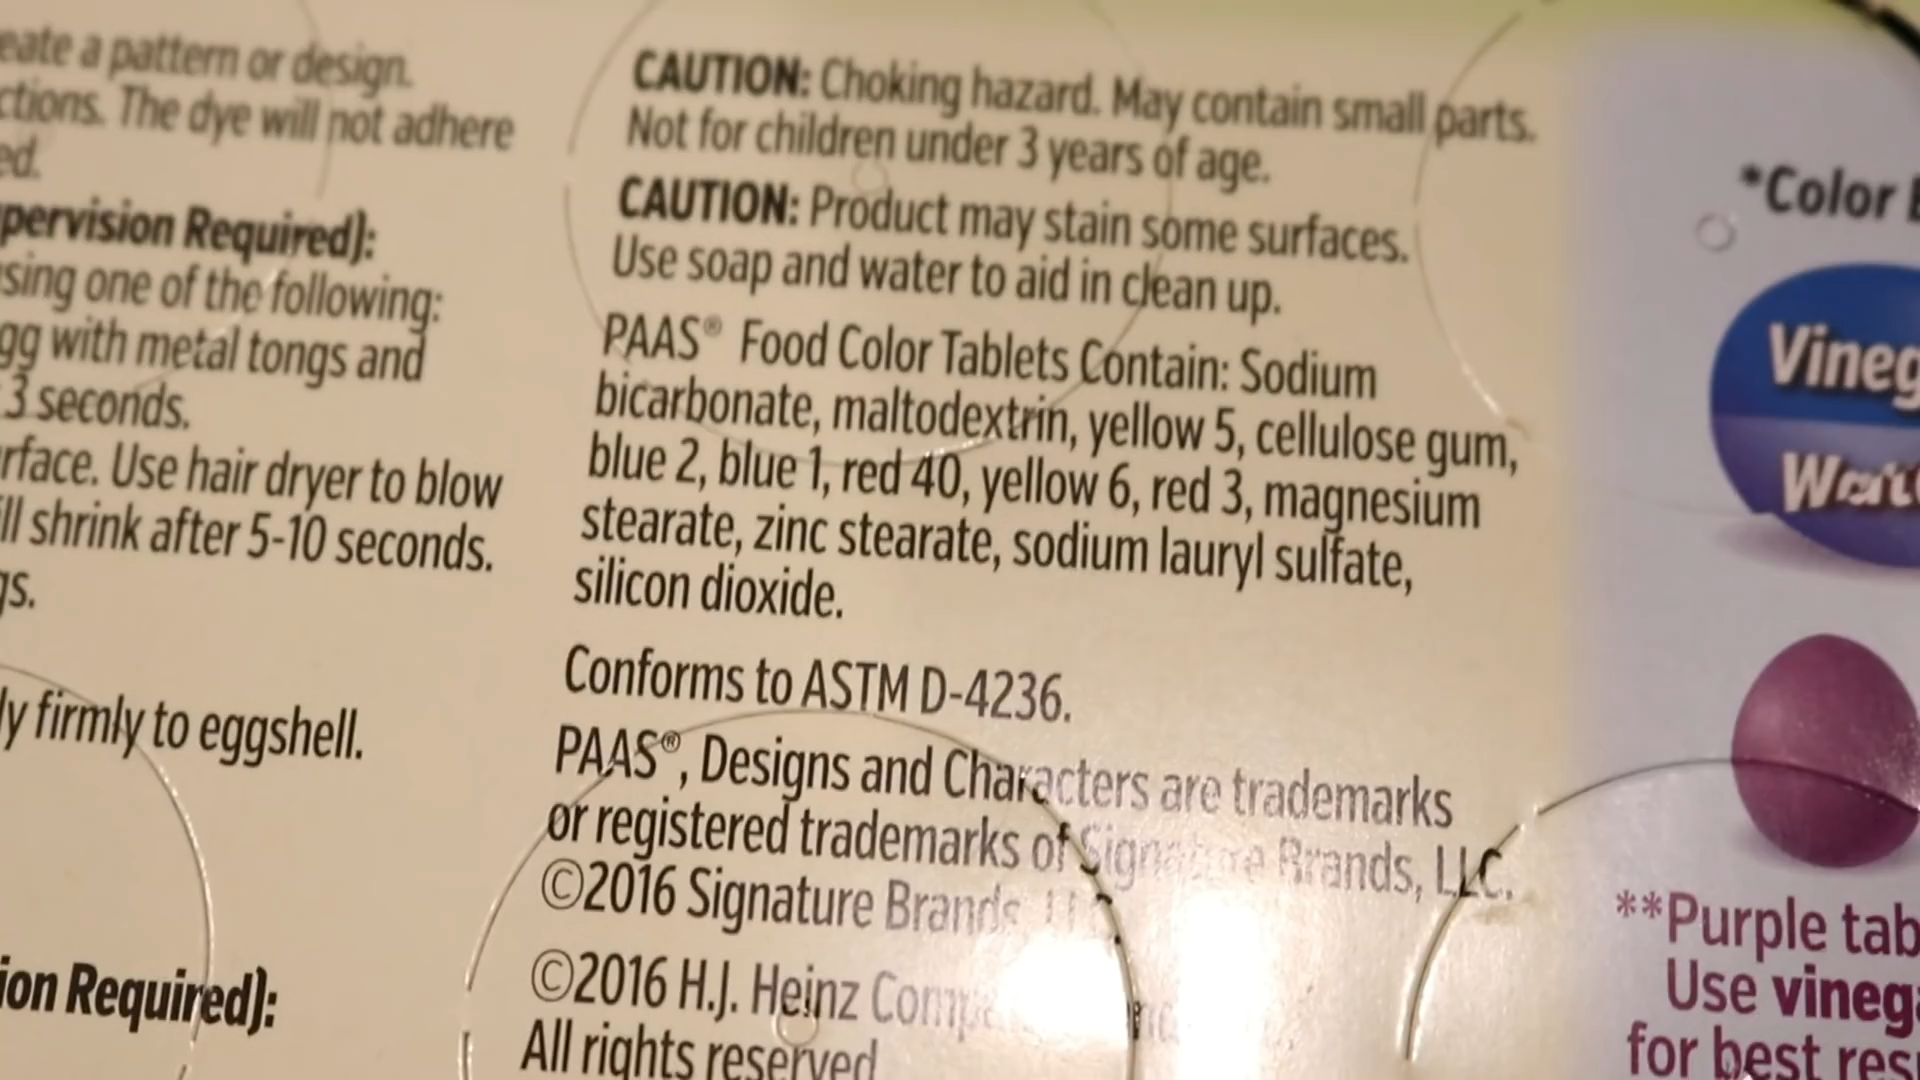 eate a pattern or design.
ctions. The dye will not adhere
ed.
pervision Required):
sing one of the following:
gg with metal tongs and
3 seconds.
rface. Use hair dryer to blow
ill shrink after 5-10 seconds.
gs.
ly firmly to eggshell.
ion Required):
CAUTION: Choking hazard. May contain small parts.
Not for children under 3 years of age.
CAUTION: Product may stain some surfaces.
Use soap and water to aid in clean up.
PAAS® Food Color Tablets Contain: Sodium
bicarbonate, maltodextrin, yellow 5, cellulose gum,
blue 2, blue 1, red 40, yellow 6, red 3, magnesium
stearate, zinc stearate, sodium lauryl sulfate,
silicon dioxide.
Conforms to ASTM D-4236.
PAAS®, Designs and Characters are trademarks
or registered trademarks of Signature Brands, LLC.
©2016 Signature Brands
©2016 H.J. Heinz
All rights reserved
*Color
Vineg
Wat
**Purple tab
Use vineg
for best res